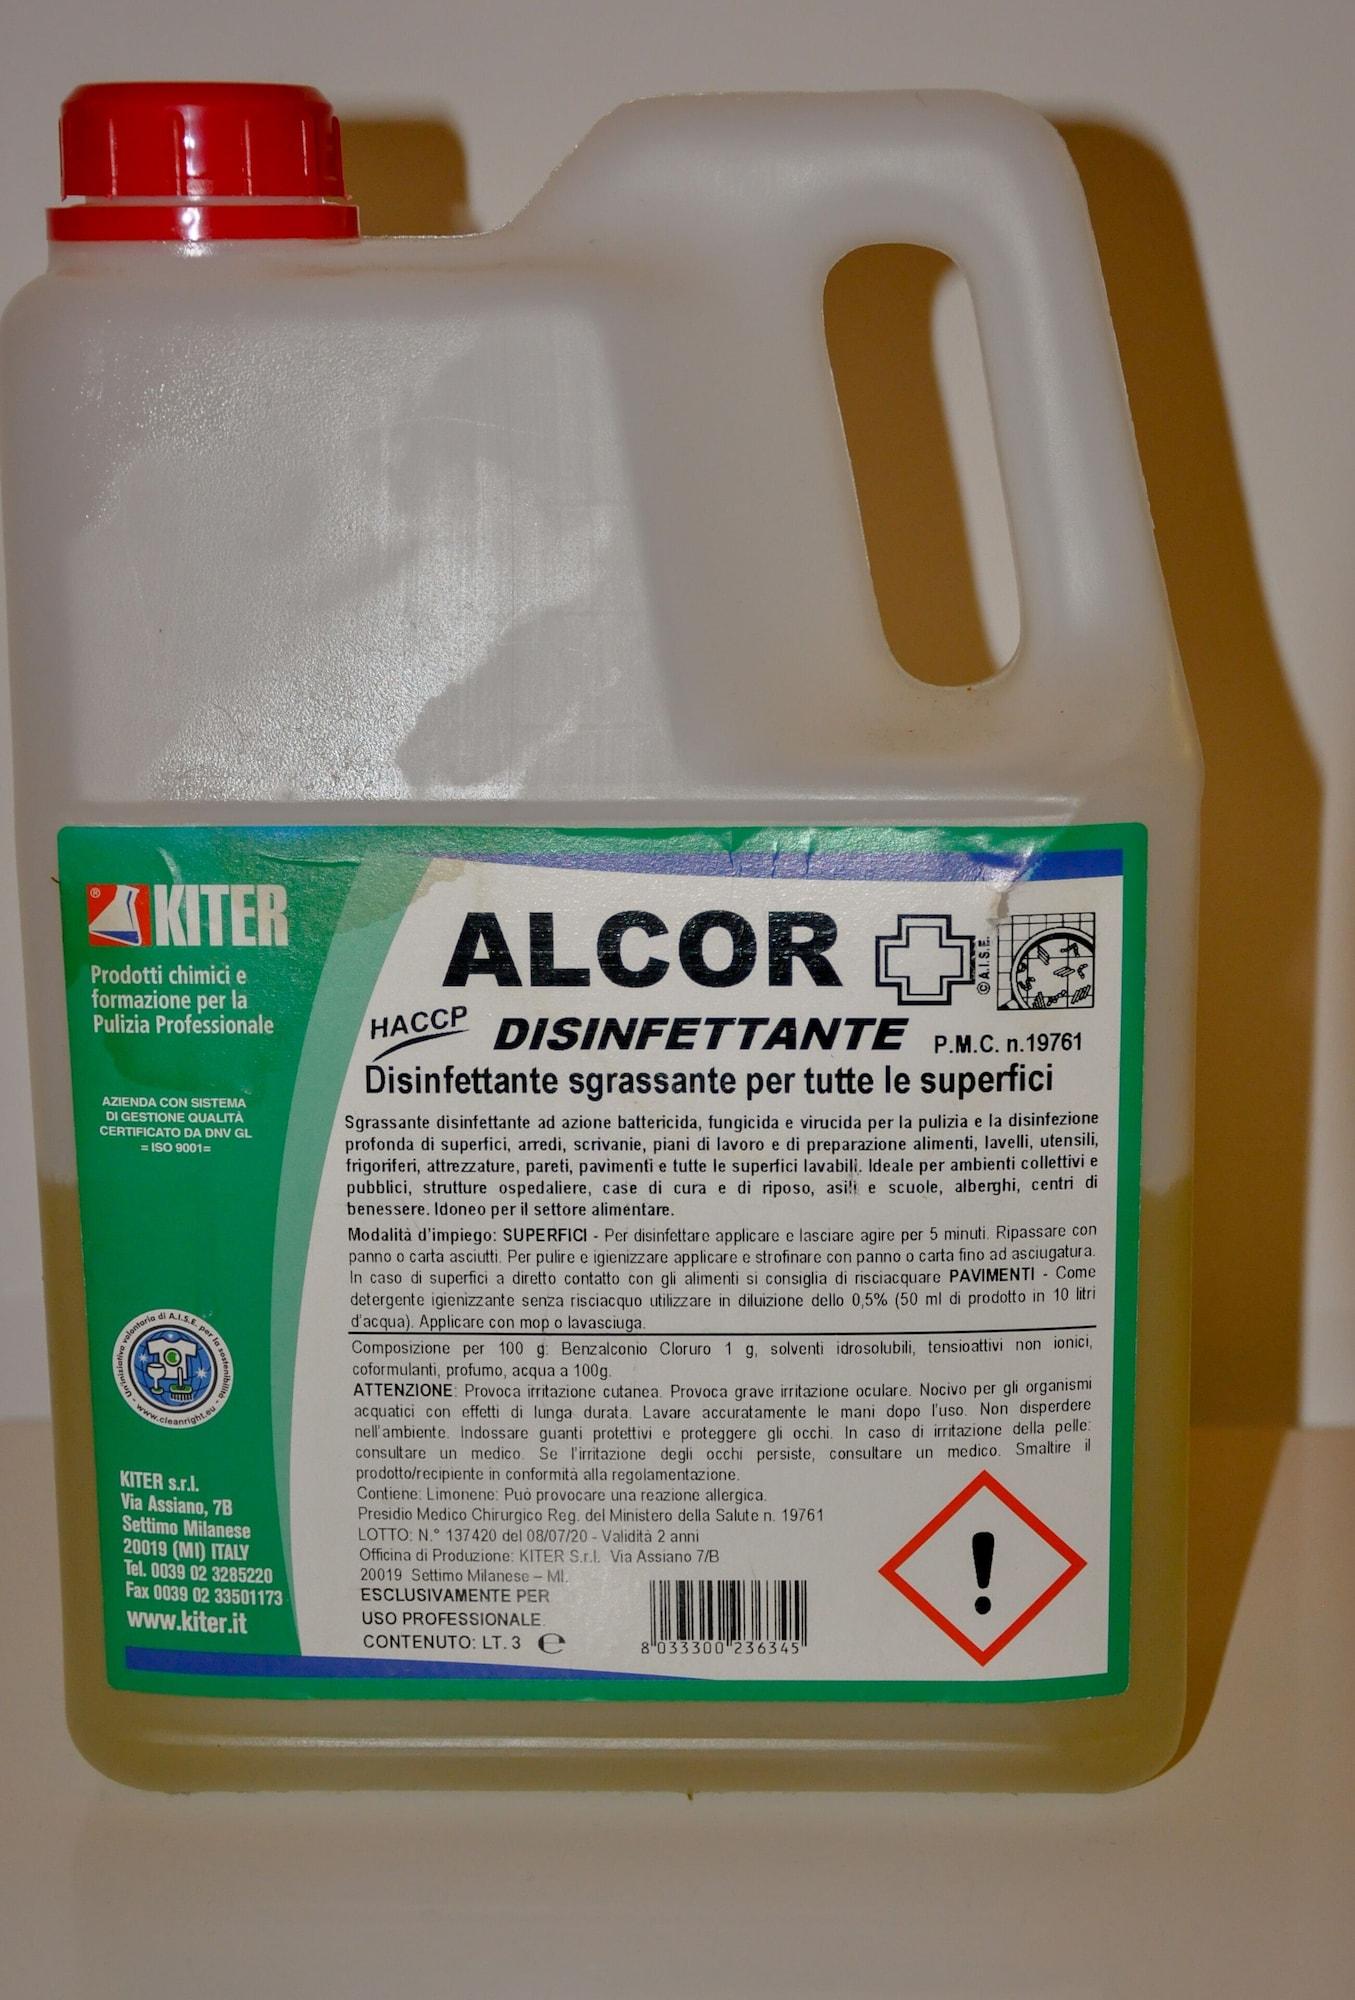 ® KITER
Prodotti chimici e
formazione per la
Pulizia Professionale
AZIENDA CON SISTEMA
DI GESTIONE QUALITÁ
CERTIFICATO DA DNV GL
= ISO 9001=
Un'iniziativa volontaria di A.I.S.E. per la sostenibilità
www.cleanright.eu
KITER s.r.l.
Via Assiano, 7B
Settimo Milanese
20019 (MI) ITALY
Tel. 0039 02 3285220
Fax 0039 02 33501173
www.kiter.it
ALCOR
© A.I.S.E.
HACCP DISINFETTANTE P.M.C. n.19761
Disinfettante sgrassante per tutte le superfici
Sgrassante disinfettante ad azione battericida, fungicida e virucida per la pulizia e la disinfezione
profonda di superfici, arredi, scrivanie, piani di lavoro e di preparazione alimenti, lavelli, utensili,
frigoriferi, attrezzature, pareti, pavimenti e tutte le superfici lavabili. Ideale per ambienti collettivi e
pubblici, strutture ospedaliere, case di cura e di riposo, asili e scuole, alberghi, centri di
benessere. Idoneo per il settore alimentare.
Modalità d'impiego: SUPERFICI - Per disinfettare applicare e lasciare agire per 5 minuti. Ripassare con
panno o carta asciutti. Per pulire e igienizzare applicare e strofinare con panno o carta fino ad asciugatura.
In caso di superfici a diretto contatto con gli alimenti si consiglia di risciacquare PAVIMENTI - Come
detergente igienizzante senza risciacquo utilizzare in diluizione dello 0,5% (50 ml di prodotto in 10 litri
d'acqua). Applicare con mop o lavasciuga.
Composizione per 100 g: Benzalconio Cloruro 1 g, solventi idrosolubili, tensioattivi non ionici,
coformulanti, profumo, acqua a 100g.
ATTENZIONE: Provoca irritazione cutanea. Provoca grave irritazione oculare. Nocivo per gli organismi
acquatici con effetti di lunga durata. Lavare accuratamente le mani dopo l'uso. Non disperdere
nell'ambiente. Indossare guanti protettivi e proteggere gli occhi. In caso di irritazione della pelle:
consultare un medico. Se l'irritazione degli occhi persiste, consultare un medico. Smaltire il
prodotto/recipiente in conformità alla regolamentazione.
Contiene: Limonene: Può provocare una reazione allergica.
Presidio Medico Chirurgico Reg. del Ministero della Salute n. 19761
LOTTO: N.° 137420 del 08/07/20 - Validità 2 anni
Officina di Produzione: KITER S.r.l. Via Assiano 7/B
20019 Settimo Milanese – MI.
ESCLUSIVAMENTE PER
USO PROFESSIONALE.
CONTENUTO: LT. 3 ℮
8 033300 236345